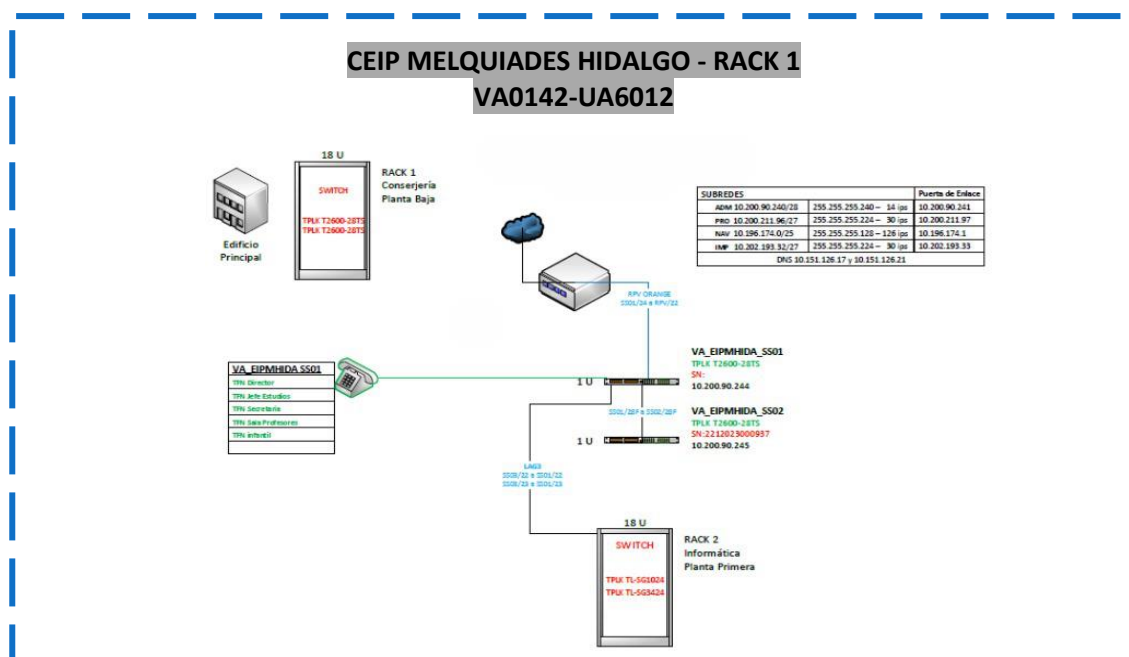 CEIP MELQUIADES HIDALGO - RACK 1
VA0142-UA6012
18 U
SWITCH
TPLK T2600-28TS
TPLK T2600-28TS
RACK 1
Conserjería
Planta Baja
Edificio
Principal
SUBREDES Puerta de Enlace
ADM 10.200.90.240/28 255.255.255.240 – 14 ips 10.200.90.241
PRO 10.200.211.96/27 255.255.255.224 – 30 ips 10.200.211.97
NAV 10.196.174.0/25 255.255.255.128 – 126 ips 10.196.174.1
IMP 10.202.193.32/27 255.255.255.224 – 30 ips 10.202.193.33
DNS 10.151.126.17 y 10.151.126.21
RPV ORANGE
SS01/24 a RPV/22
VA_EIPMHIDA SS01
TFN Director
TFN Jefe Estudios
TFN Secretaría
TFN Sala Profesores
TFN infantil
1 U
VA_EIPMHIDA_SS01
TPLK T2600-28TS
SN:
10.200.90.244
SS01/28F a SS02/28F
1 U
VA_EIPMHIDA_SS02
TPLK T2600-28TS
SN:2212023000937
10.200.90.245
LAG3
SS03/22 a SS01/22
SS03/23 a SS01/23
18 U
SWITCH
TPLK TL-SG1024
TPLK TL-SG3424
RACK 2
Informática
Planta Primera